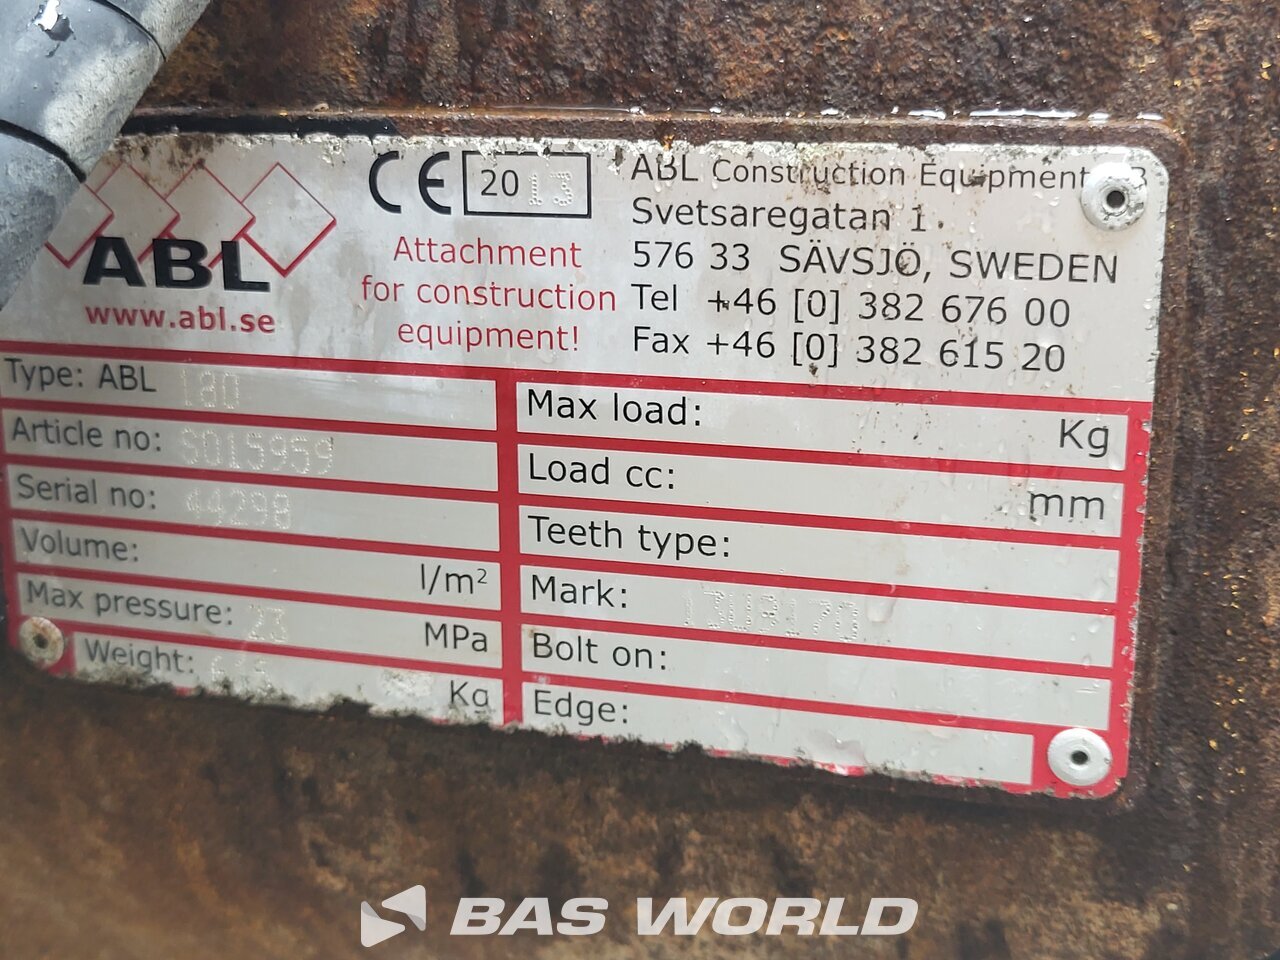 ABL
www.abl.se
CE 2013
Attachment
for construction
equipment!
ABL Construction Equipment
Svetsaregatan 1
576 33 SÄVSJÖ, SWEDEN
Tel +46 [0] 382 676 00
Fax +46 [0] 382 615 20
Type: ABL 180
Article no: S015959
Serial no: 44298
Volume: l/m²
Max pressure: 23 MPa
Weight: Kg
Max load: Kg
Load cc: mm
Teeth type:
Mark:
Bolt on:
Edge:
BAS WORLD